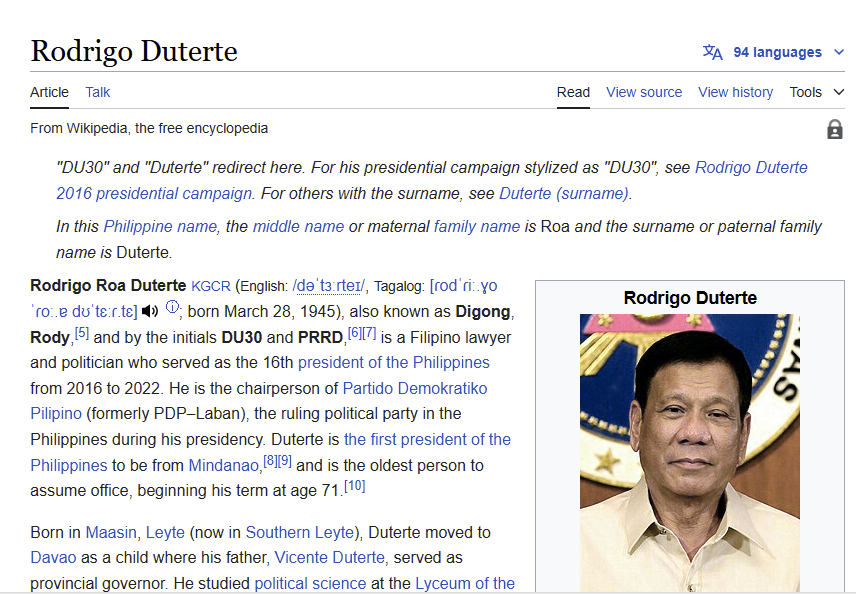 Rodrigo Duterte
94 languages
Article Talk Read View source View history Tools
From Wikipedia, the free encyclopedia
"DU30" and "Duterte" redirect here. For his presidential campaign stylized as "DU30", see Rodrigo Duterte
2016 presidential campaign. For others with the surname, see Duterte (surname).
In this Philippine name, the middle name or maternal family name is Roa and the surname or paternal family
name is Duterte.
Rodrigo Roa Duterte KGCR (English: /dəˈtɜːrteɪ/, Tagalog: [ɾodˈɾiː.ɣo
ˈɾoː.ɐ dʊˈtɛːɾ.tɛ] ; born March 28, 1945), also known as Digong,
Rody,[5] and by the initials DU30 and PRRD,[6][7] is a Filipino lawyer
and politician who served as the 16th president of the Philippines
from 2016 to 2022. He is the chairperson of Partido Demokratiko
Pilipino (formerly PDP–Laban), the ruling political party in the
Philippines during his presidency. Duterte is the first president of the
Philippines to be from Mindanao,[8][9] and is the oldest person to
assume office, beginning his term at age 71.[10]
Born in Maasin, Leyte (now in Southern Leyte), Duterte moved to
Davao as a child where his father, Vicente Duterte, served as
provincial governor. He studied political science at the Lyceum of the
Rodrigo Duterte
NAS